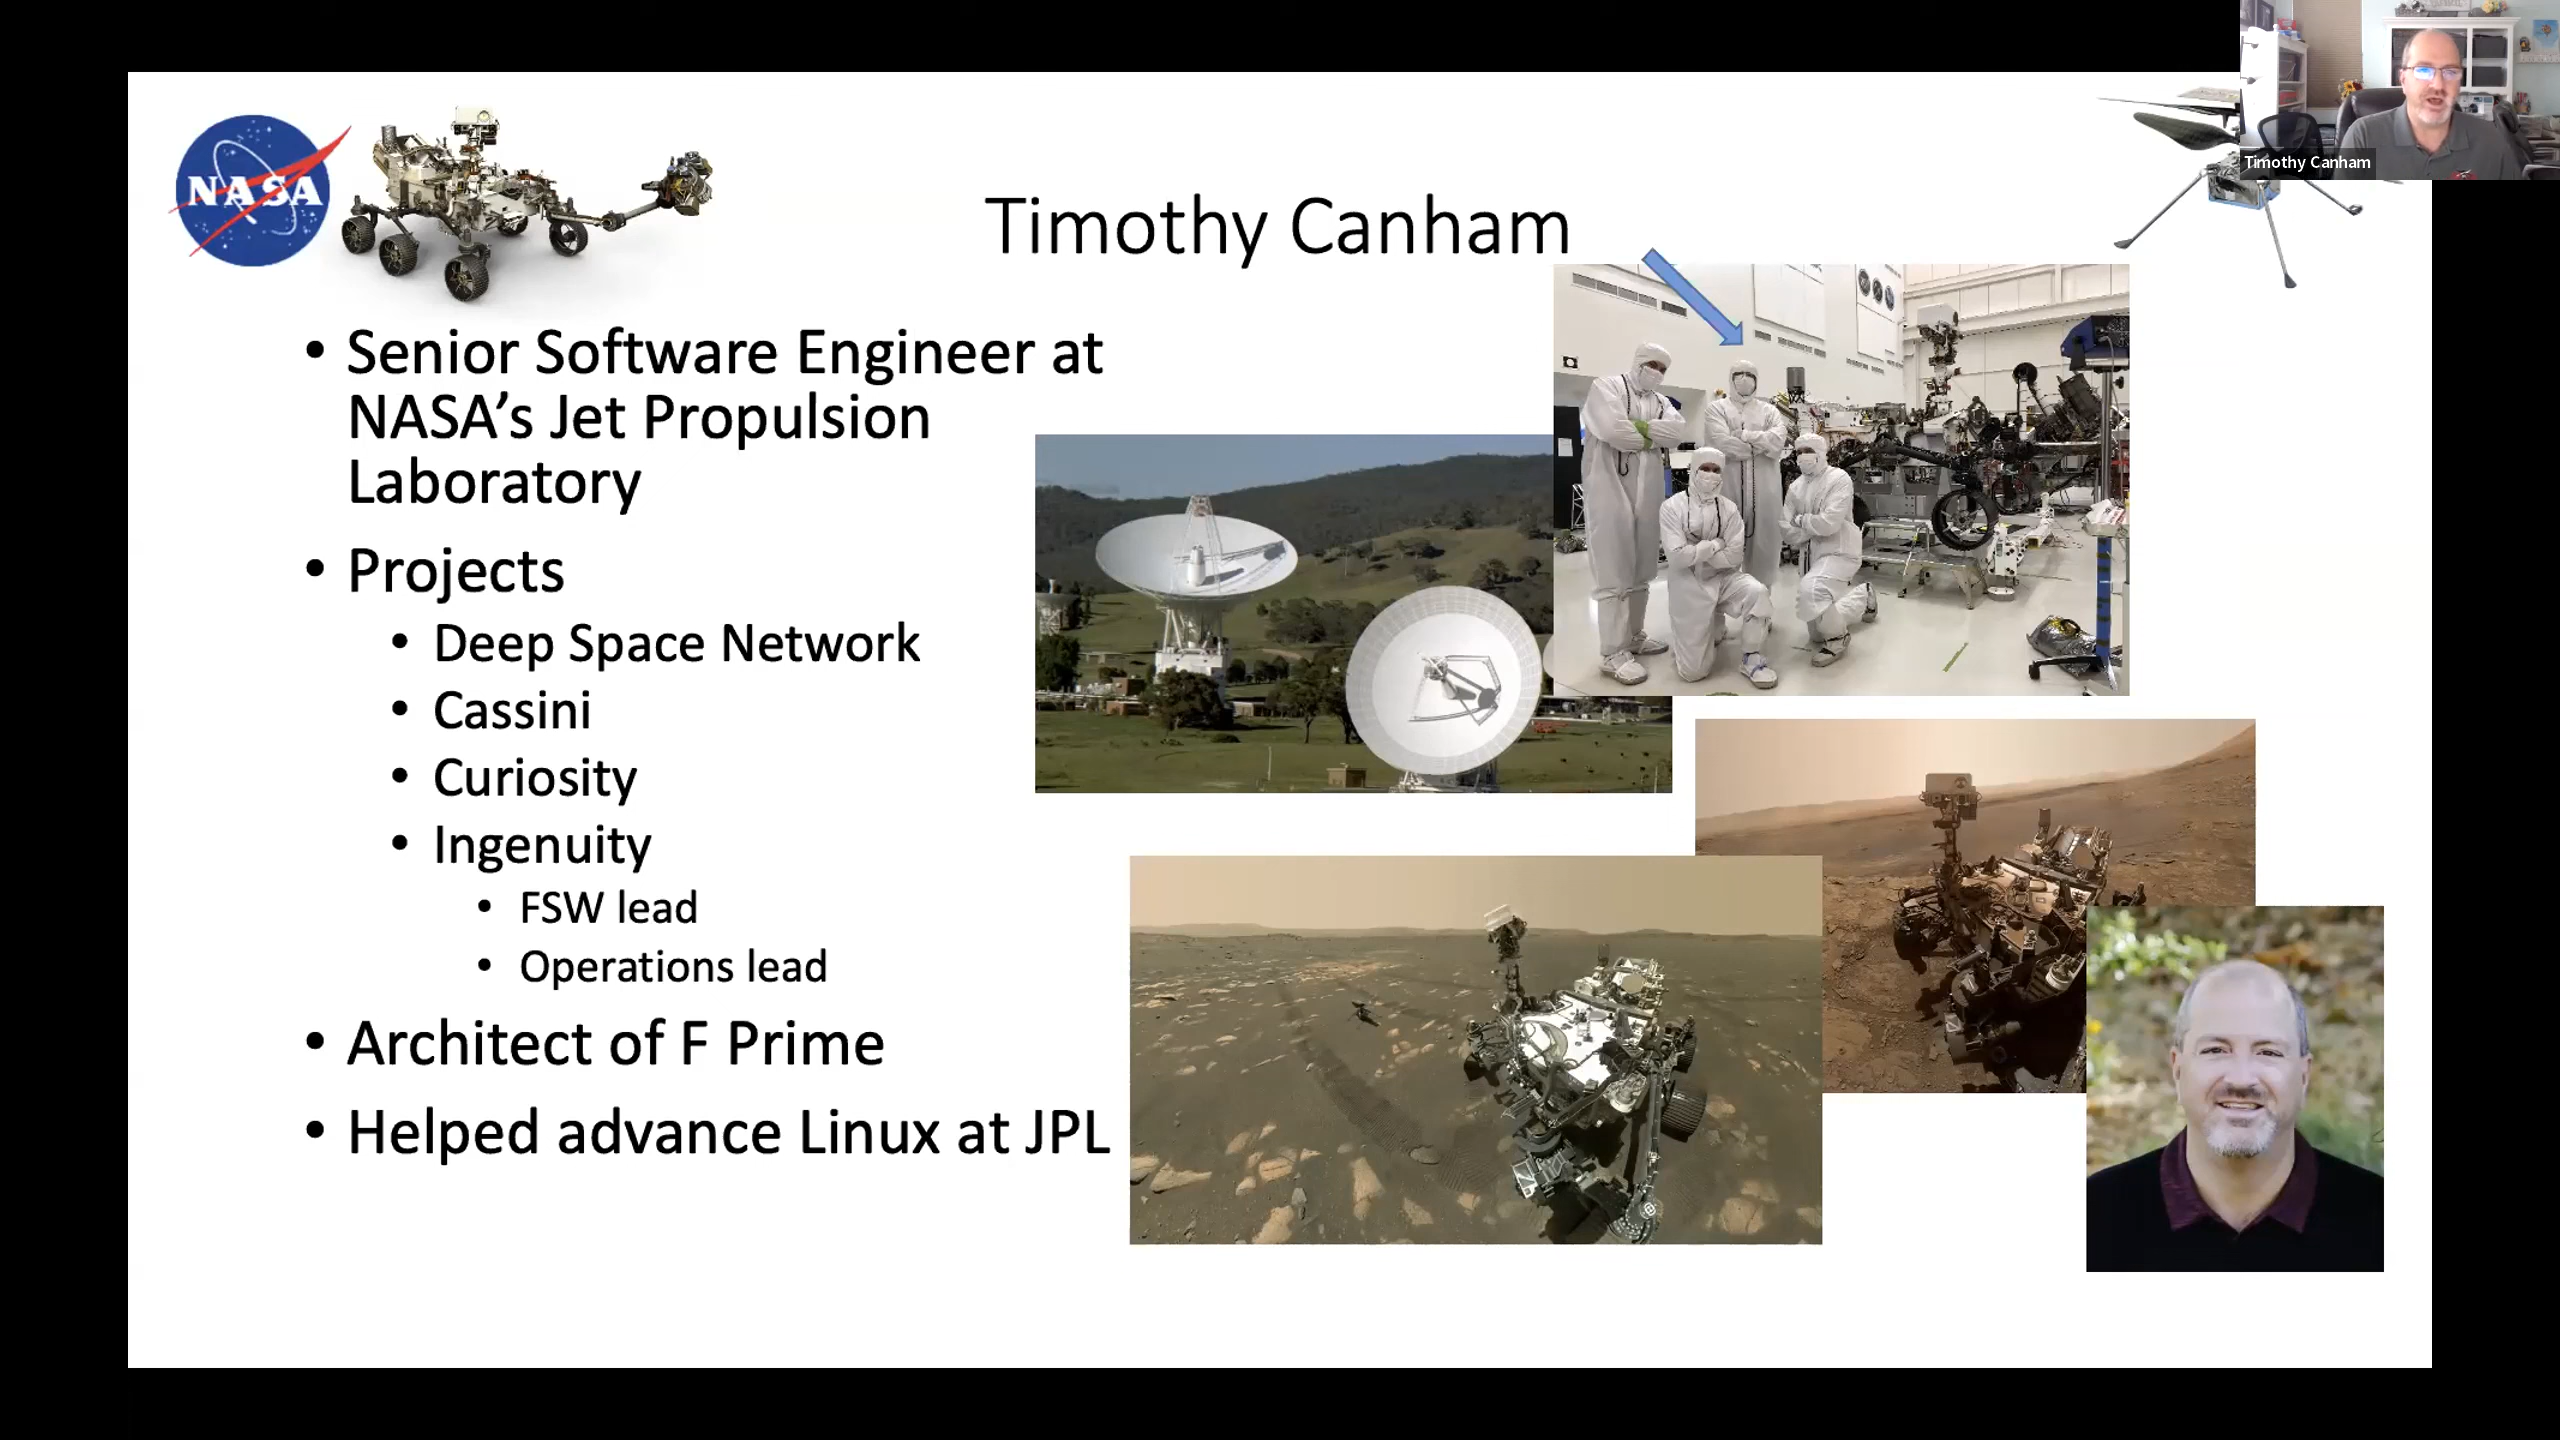 Timothy Canham
NASA
Timothy Canham
• Senior Software Engineer at
NASA’s Jet Propulsion
Laboratory
• Projects
• Deep Space Network
• Cassini
• Curiosity
• Ingenuity
• FSW lead
• Operations lead
• Architect of F Prime
• Helped advance Linux at JPL